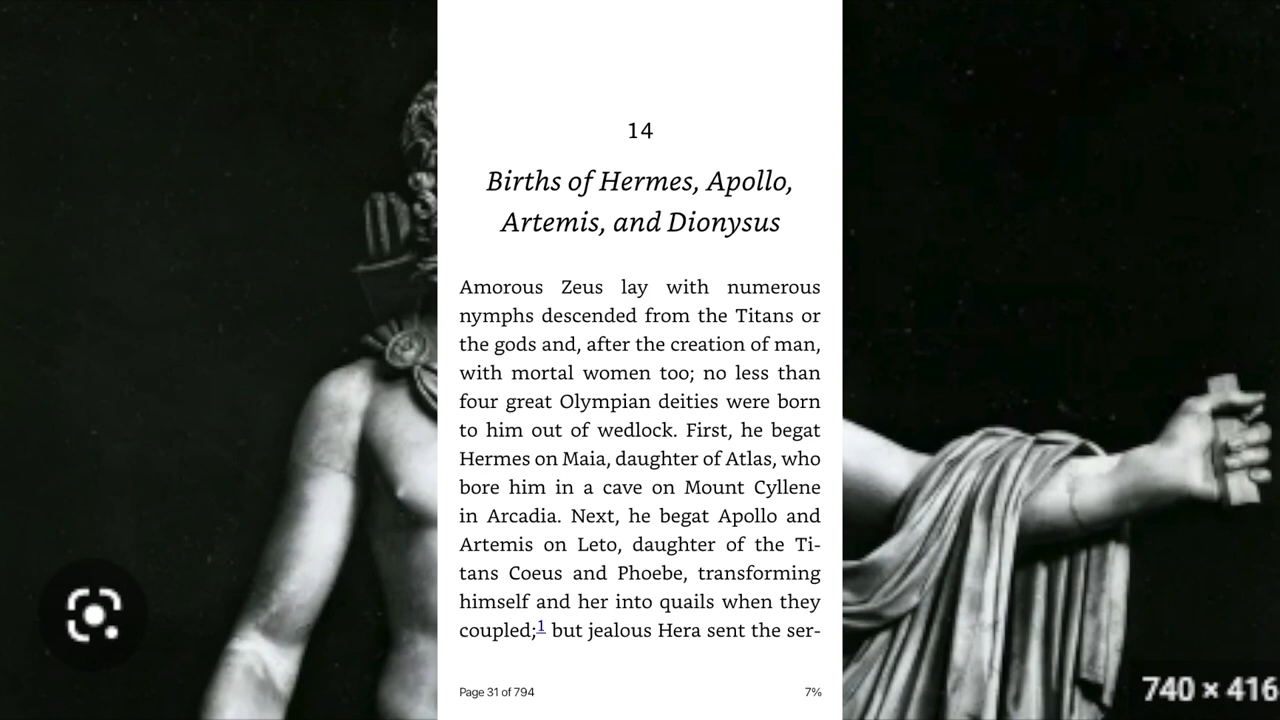 14
Births of Hermes, Apollo,
Artemis, and Dionysus
Amorous Zeus lay with numerous
nymphs descended from the Titans or
the gods and, after the creation of man,
with mortal women too; no less than
four great Olympian deities were born
to him out of wedlock. First, he begat
Hermes on Maia, daughter of Atlas, who
bore him in a cave on Mount Cyllene
in Arcadia. Next, he begat Apollo and
Artemis on Leto, daughter of the Ti-
tans Coeus and Phoebe, transforming
himself and her into quails when they
coupled;1 but jealous Hera sent the ser-
Page 31 of 794
7%
740 × 416